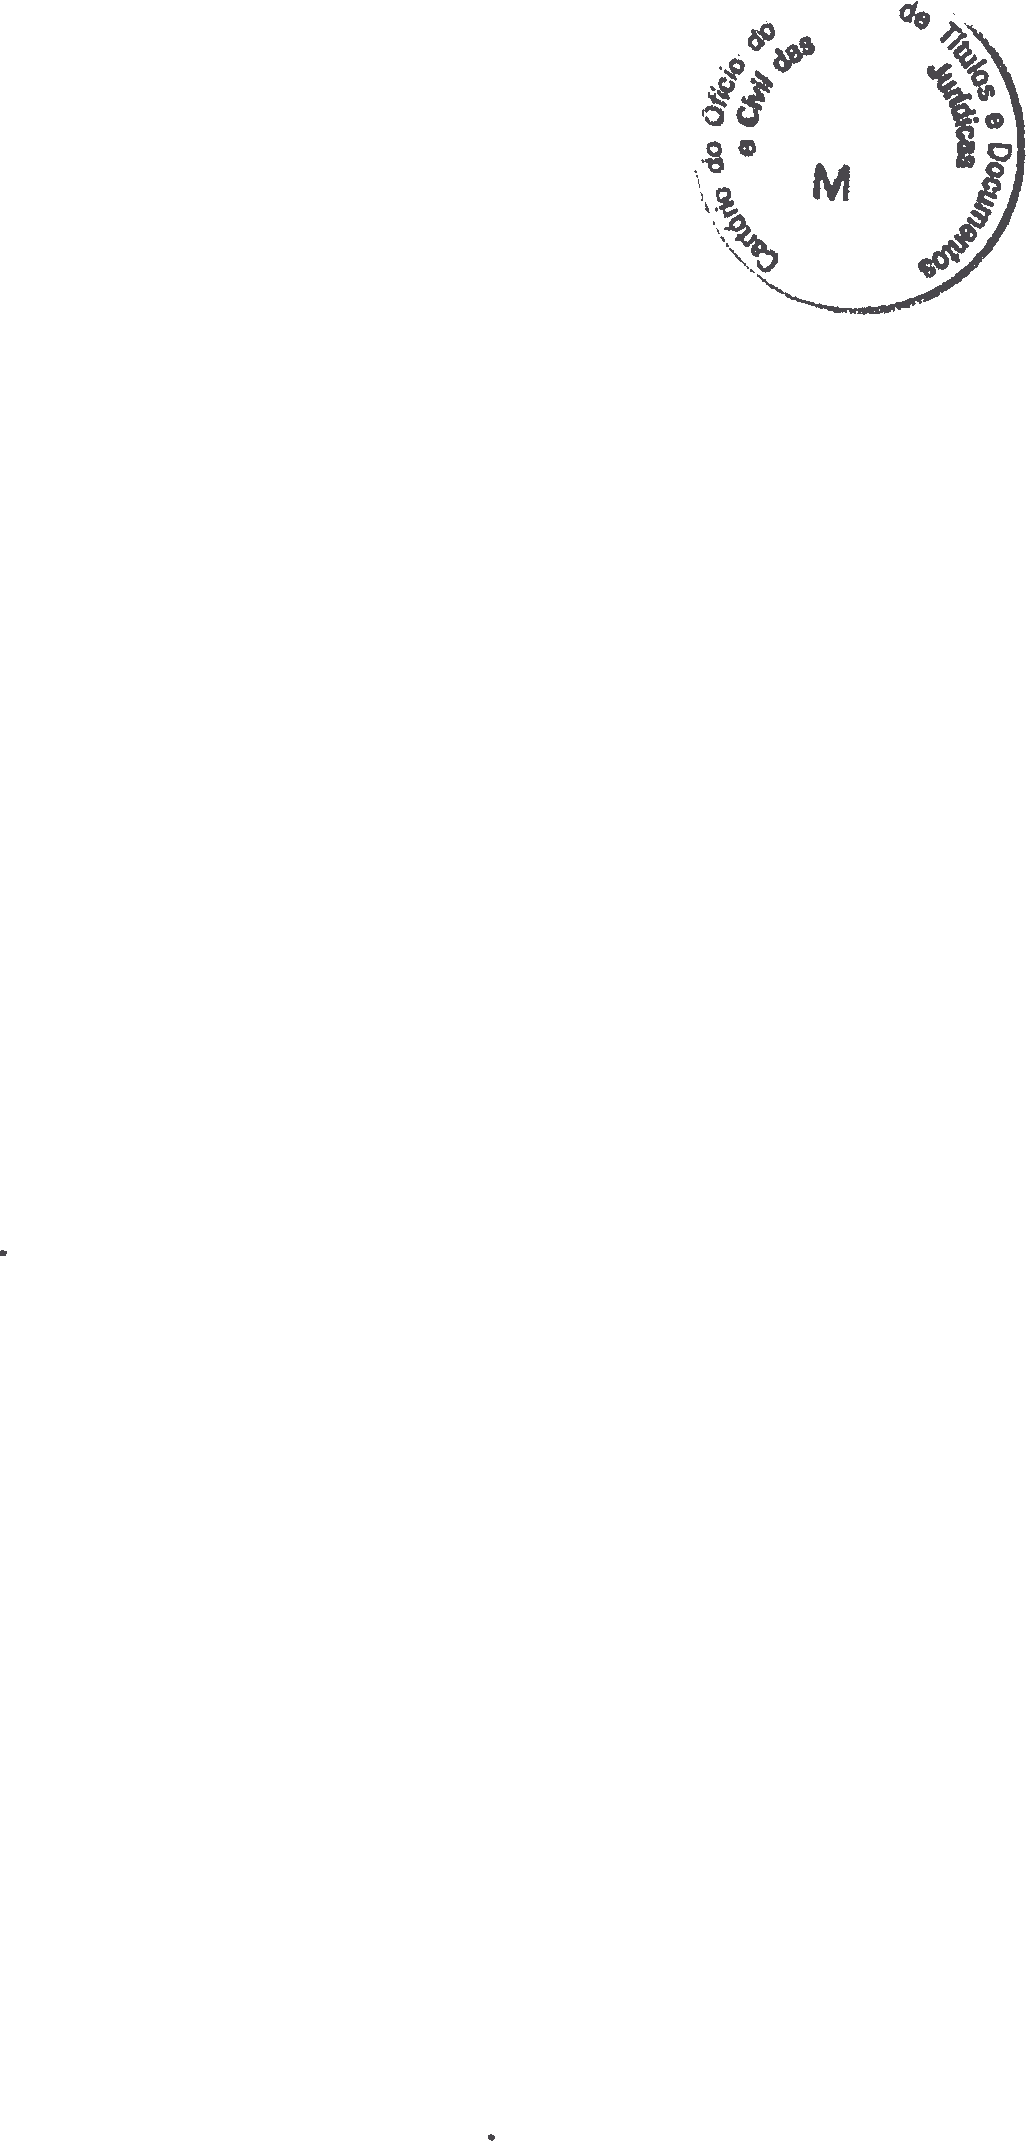 Cartório do Ofício do
de Títulos e Documentos
e Civil das
Jurídicas
M